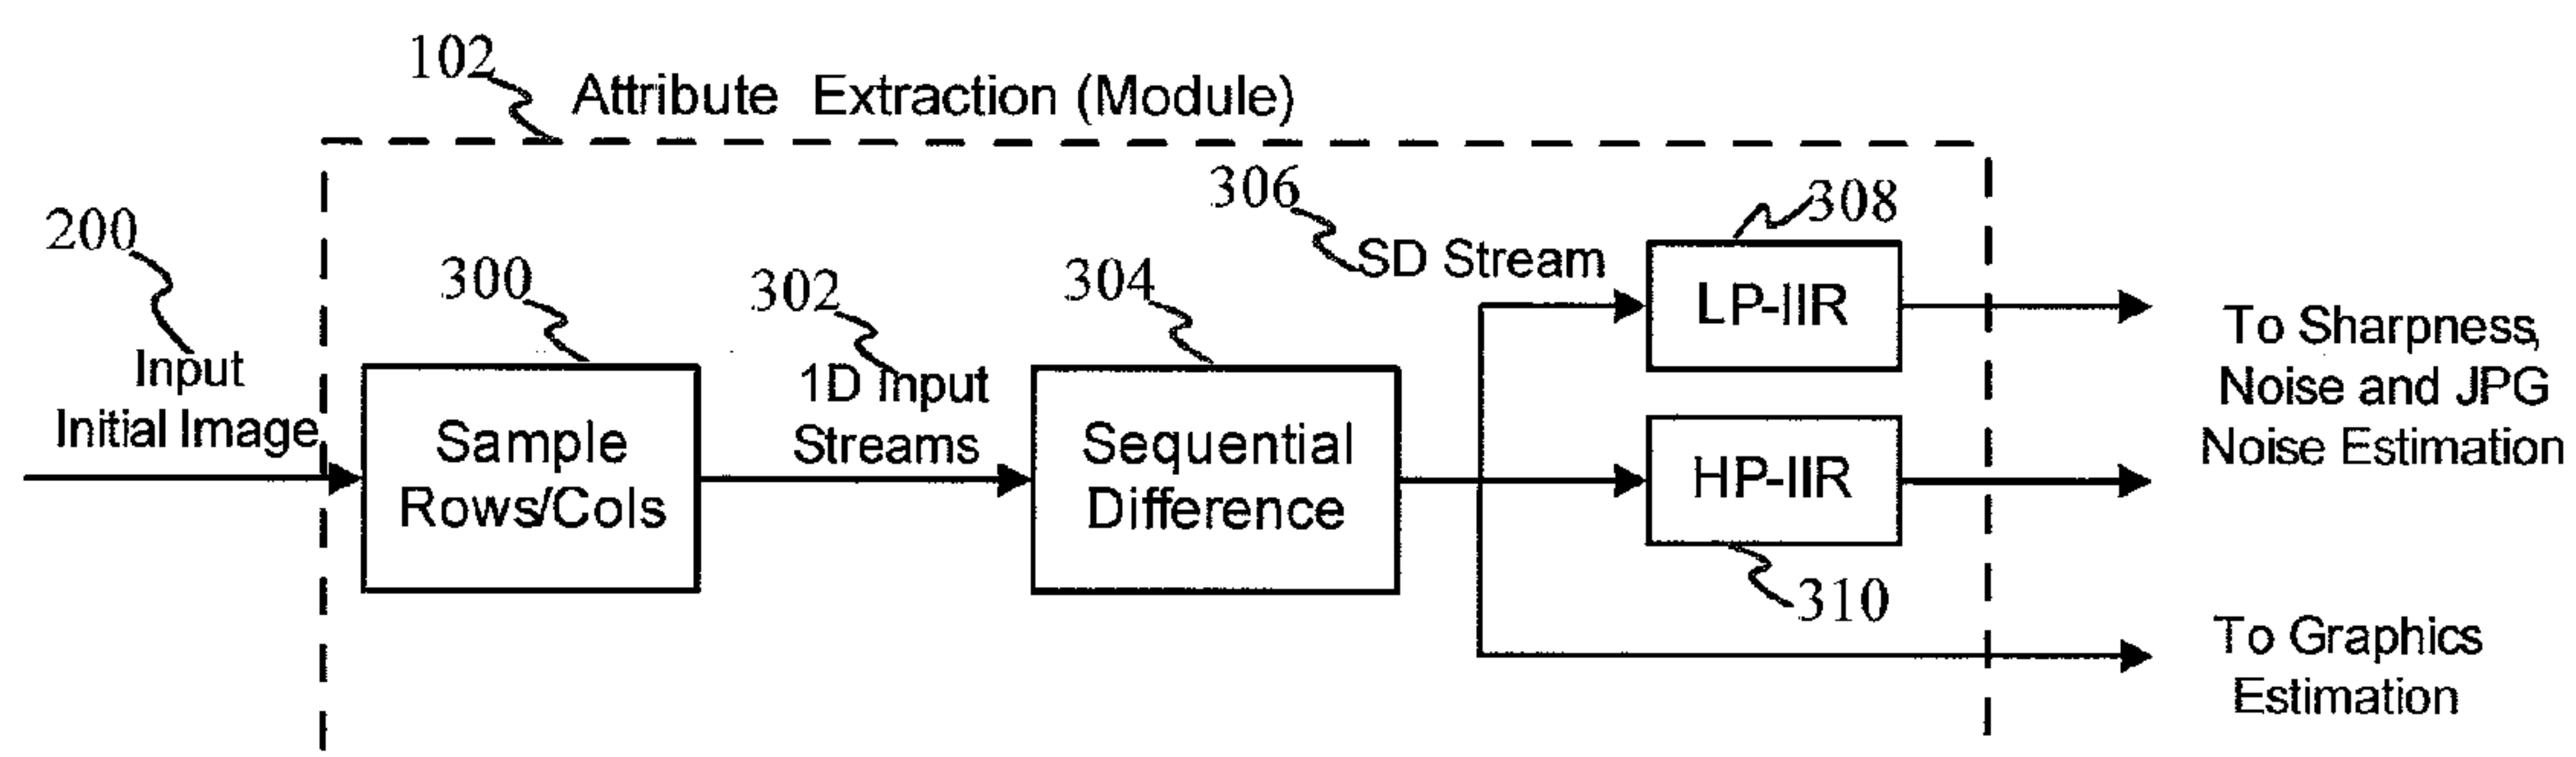 102
Attribute Extraction (Module)
306
308
200
300
302
304
SD Stream
LP-IIR
Input
Initial Image
1D Input
Streams
Sample
Rows/Cols
Sequential
Difference
HP-IIR
310
To Sharpness,
Noise and JPG
Noise Estimation
To Graphics
Estimation